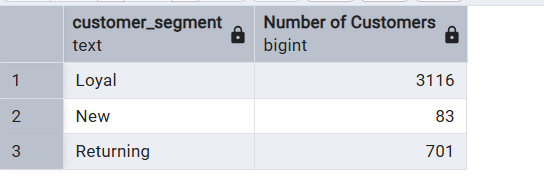 customer_segment Number of Customers
text bigint
1 Loyal 3116
2 New 83
3 Returning 701